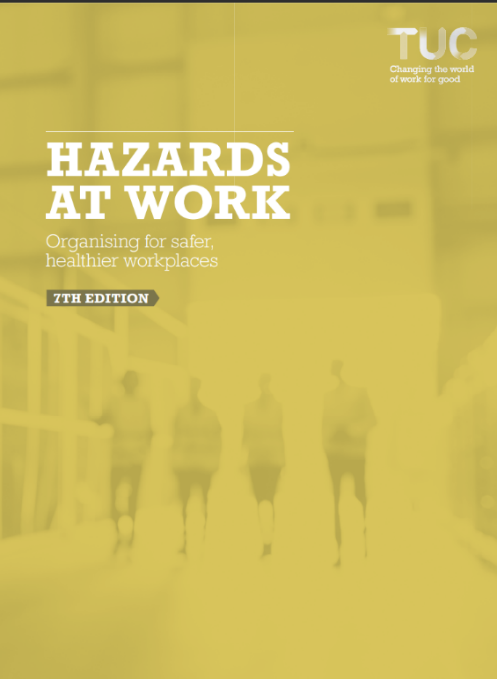 TUC
Changing the world
of work for good
HAZARDS
AT WORK
Organising for safer,
healthier workplaces
7TH EDITION